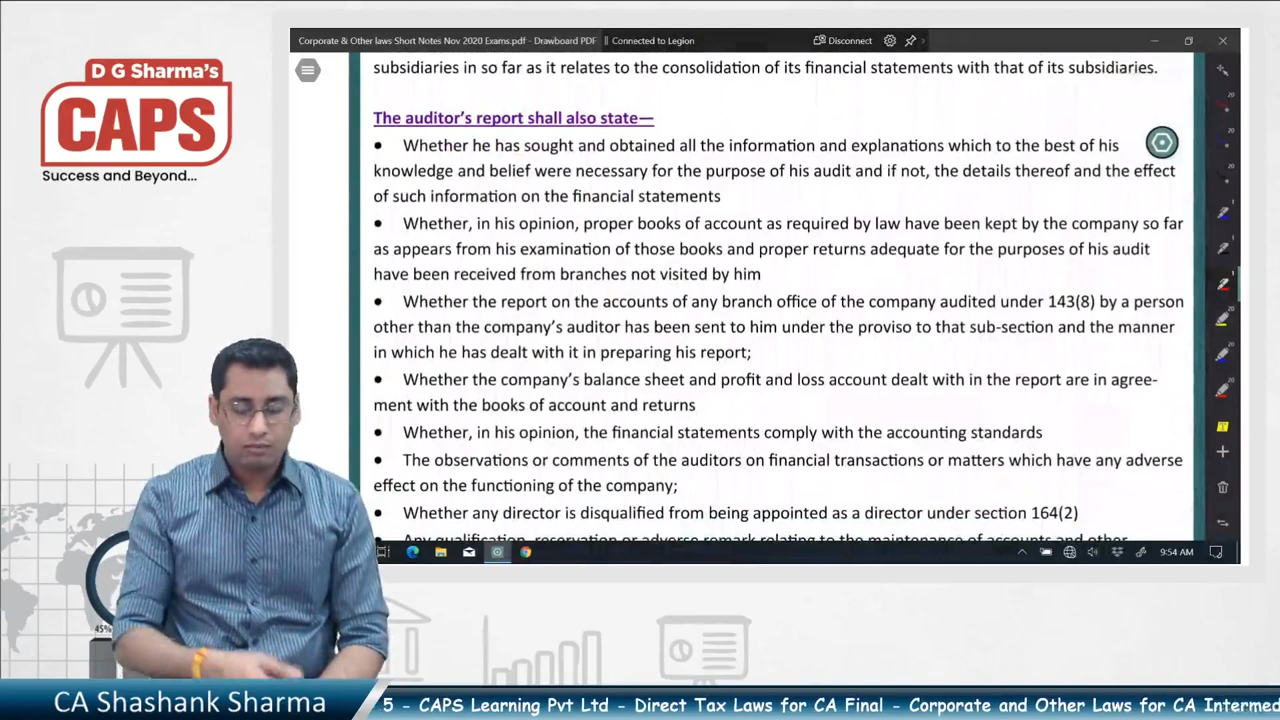 D G Sharma's
CAPS
Success and Beyond...
Corporate & Other laws Short Notes Nov 2020 Exams.pdf - Drawboard PDF
Connected to Legion
Disconnect
subsidiaries in so far as it relates to the consolidation of its financial statements with that of its subsidiaries.
The auditor's report shall also state—
• Whether he has sought and obtained all the information and explanations which to the best of his
knowledge and belief were necessary for the purpose of his audit and if not, the details thereof and the effect
of such information on the financial statements
• Whether, in his opinion, proper books of account as required by law have been kept by the company so far
as appears from his examination of those books and proper returns adequate for the purposes of his audit
have been received from branches not visited by him
• Whether the report on the accounts of any branch office of the company audited under 143(8) by a person
other than the company's auditor has been sent to him under the proviso to that sub-section and the manner
in which he has dealt with it in preparing his report;
• Whether the company's balance sheet and profit and loss account dealt with in the report are in agree-
ment with the books of account and returns
• Whether, in his opinion, the financial statements comply with the accounting standards
• The observations or comments of the auditors on financial transactions or matters which have any adverse
effect on the functioning of the company;
• Whether any director is disqualified from being appointed as a director under section 164(2)
• Any qualification, reservation or adverse remark relating to the maintenance of accounts and other
9:54 AM
45%
CA Shashank Sharma
5 - CAPS Learning Pvt Ltd - Direct Tax Laws for CA Final - Corporate and Other Laws for CA Intermed